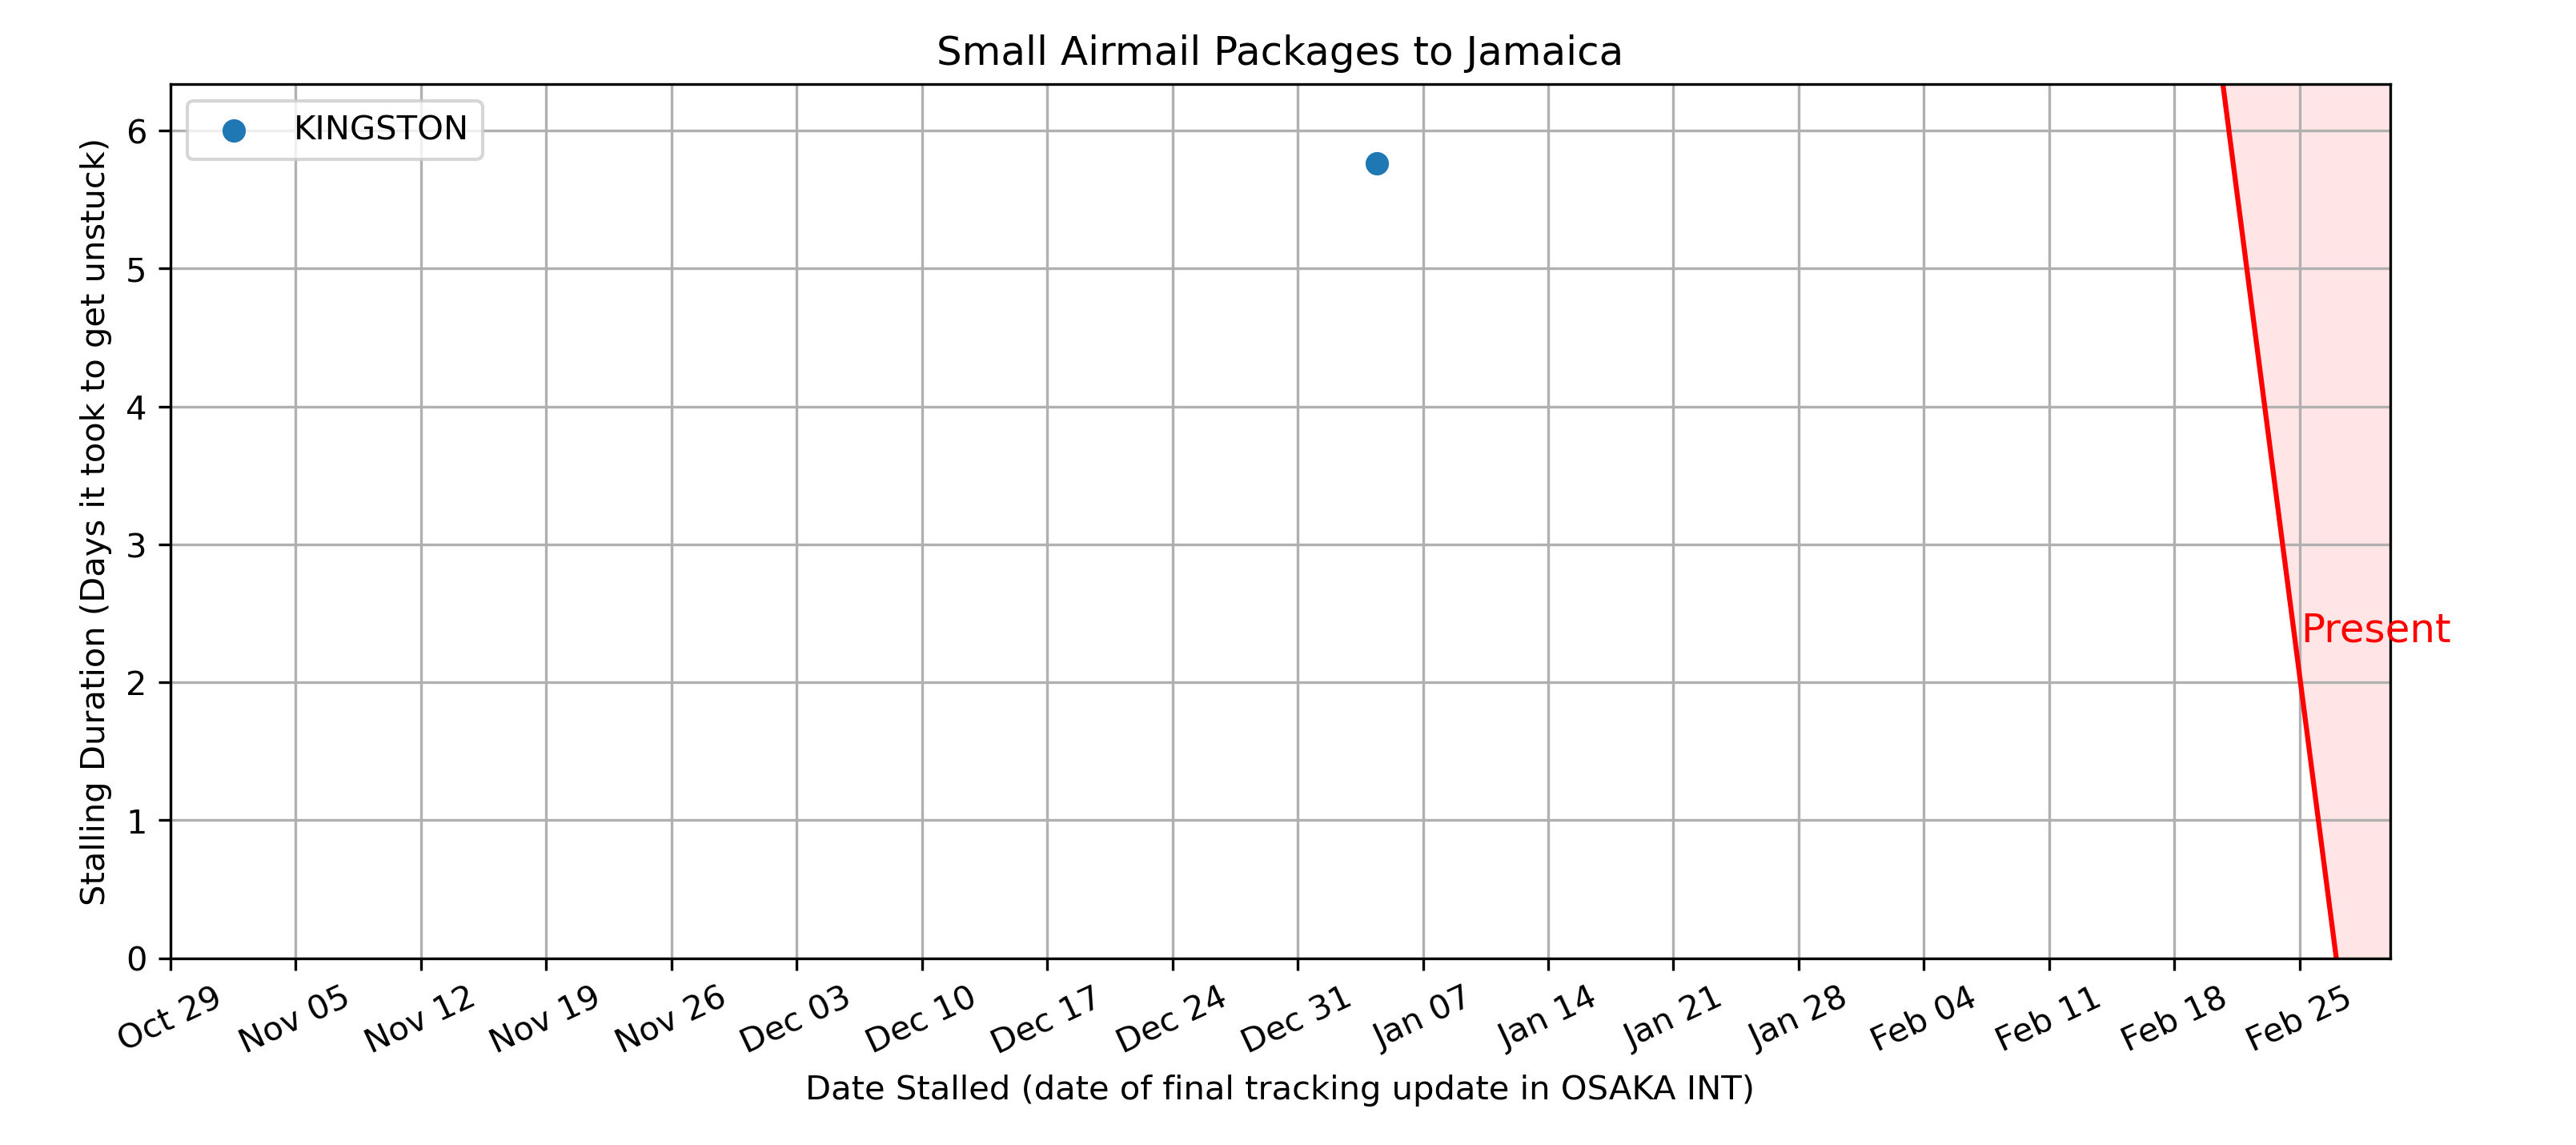 Small Airmail Packages to Jamaica
KINGSTON
Stalling Duration (Days it took to get unstuck)
6
5
4
3
2
1
0
Present
Oct 29 Nov 05 Nov 12 Nov 19 Nov 26 Dec 03 Dec 10 Dec 17 Dec 24 Dec 31 Jan 07 Jan 14 Jan 21 Jan 28 Feb 04 Feb 11 Feb 18 Feb 25
Date Stalled (date of final tracking update in OSAKA INT)